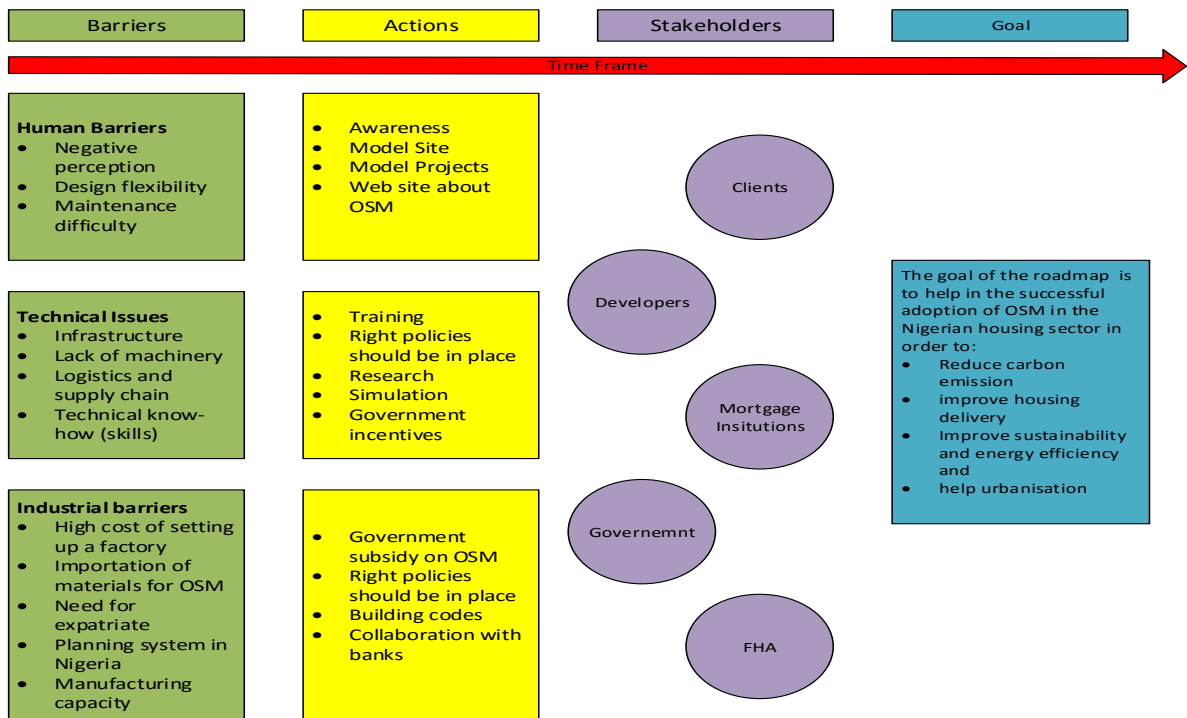 Barriers
Actions
Stakeholders
Goal
Time Frame
Human Barriers
• Negative
perception
• Design flexibility
• Maintenance
difficulty
Technical Issues
• Infrastructure
• Lack of machinery
• Logistics and
supply chain
• Technical know-
how (skills)
Industrial barriers
• High cost of setting
up a factory
• Importation of
materials for OSM
• Need for
expatriate
• Planning system in
Nigeria
• Manufacturing
capacity
• Awareness
• Model Site
• Model Projects
• Web site about
OSM
• Training
• Right policies
should be in place
• Research
• Simulation
• Government
incentives
• Government
subsidy on OSM
• Right policies
should be in place
• Building codes
• Collaboration with
banks
Clients
Developers
Mortgage
Insitutions
Governemnt
FHA
The goal of the roadmap is
to help in the successful
adoption of OSM in the
Nigerian housing sector in
order to:
• Reduce carbon
emission
• improve housing
delivery
• Improve sustainability
and energy efficiency
and
• help urbanisation